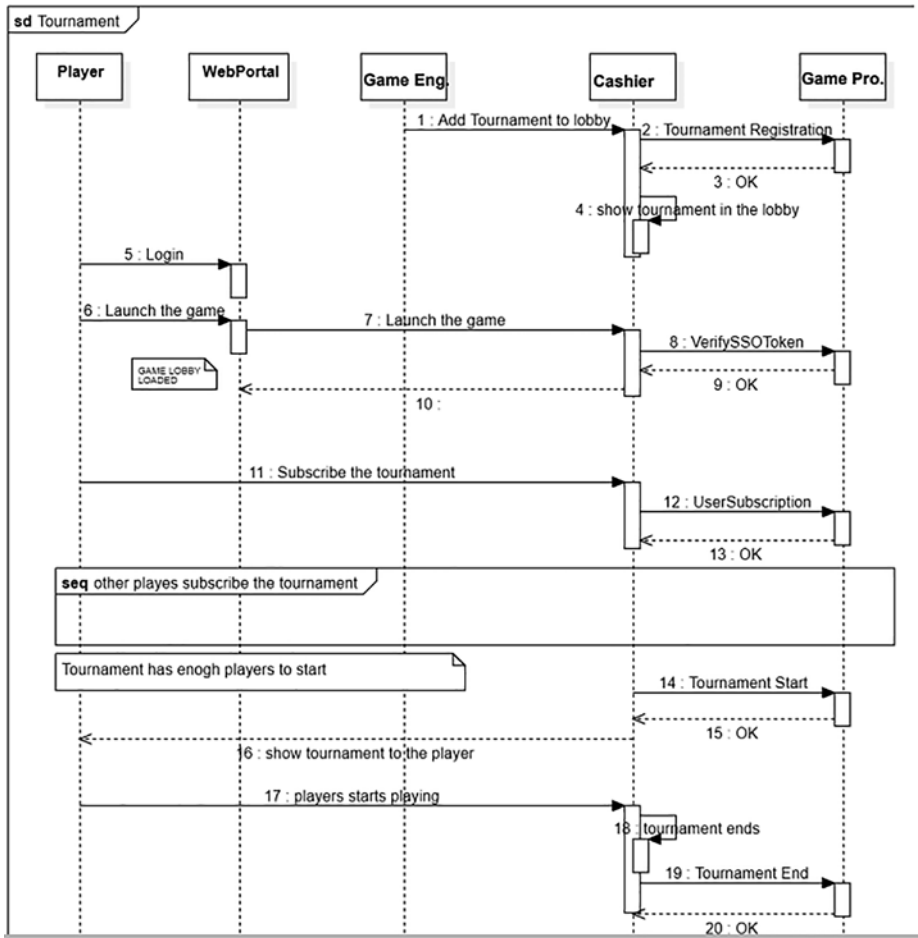 sd Tournament
Player
WebPortal
Game Eng.
Cashier
Game Pro.
1 : Add Tournament to lobby
2 : Tournament Registration
3 : OK
4 : show tournament in the lobby
5 : Login
6 : Launch the game
7 : Launch the game
8 : VerifySSOToken
GAME LOBBY
LOADED
9 : OK
10 :
11 : Subscribe the tournament
12 : UserSubscription
13 : OK
seq other playes subscribe the tournament
Tournament has enogh players to start
14 : Tournament Start
15 : OK
16 : show tournament to the player
17 : players starts playing
18 : tournament ends
19 : Tournament End
20 : OK